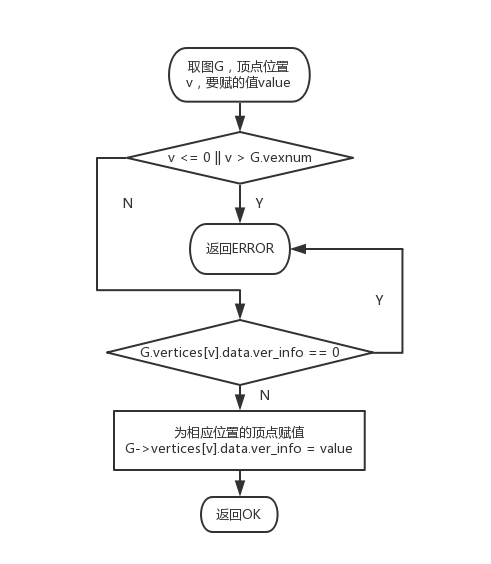 取图G，顶点位置
v，要赋的值value
v <= 0 || v > G.vexnum
N
Y
返回ERROR
Y
G.vertices[v].data.ver_info == 0
N
为相应位置的顶点赋值
G->vertices[v].data.ver_info = value
返回OK